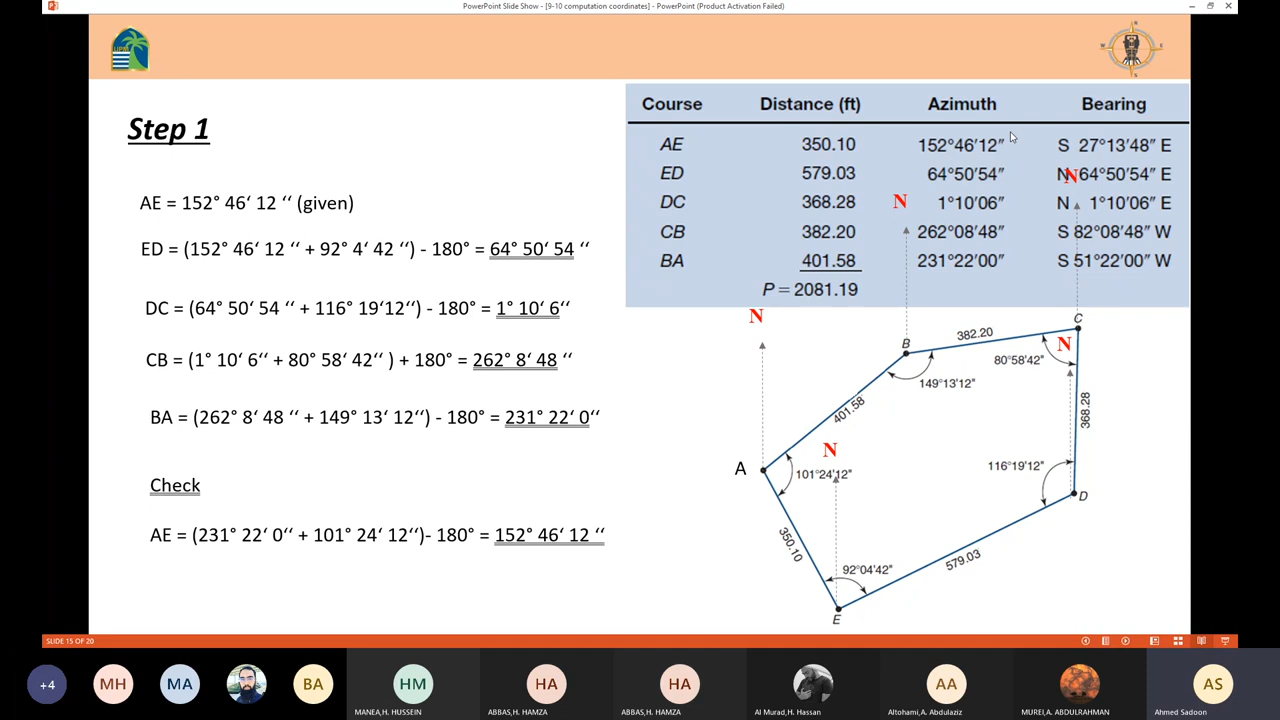 PowerPoint Slide Show - [9-10 computation coordinates] - PowerPoint (Product Activation Failed)
UPM
N
W E
S
Step 1
AE = 152° 46‘ 12 ‘‘ (given)
ED = (152° 46‘ 12 ‘‘ + 92° 4‘ 42 ‘‘) - 180° = 64° 50‘ 54 ‘‘
DC = (64° 50‘ 54 ‘‘ + 116° 19‘12‘‘) - 180° = 1° 10‘ 6‘‘
CB = (1° 10‘ 6‘‘ + 80° 58‘ 42‘‘ ) + 180° = 262° 8‘ 48 ‘‘
BA = (262° 8‘ 48 ‘‘ + 149° 13‘ 12‘‘) - 180° = 231° 22‘ 0‘‘
Check
AE = (231° 22‘ 0‘‘ + 101° 24‘ 12‘‘)- 180° = 152° 46‘ 12 ‘‘
Course Distance (ft) Azimuth Bearing
AE 350.10 152°46′12″ S 27°13′48″ E
ED 579.03 64°50′54″ N 64°50′54″ E
DC 368.28 1°10′06″ N 1°10′06″ E
CB 382.20 262°08′48″ S 82°08′48″ W
BA 401.58 231°22′00″ S 51°22′00″ W
P = 2081.19
N
N
N
N
N
A
B
C
D
E
382.20
401.58
368.28
350.10
579.03
80°58'42"
149°13'12"
101°24'12"
116°19'12"
92°04'42"
SLIDE 15 OF 20
+4
MH
MA
BA
HM
MANEA,H. HUSSEIN
HA
ABBAS,H. HAMZA
HA
ABBAS,H. HAMZA
Al Murad,H. Hassan
AA
Altohami,A. Abdulaziz
MUREI,A. ABDULRAHMAN
AS
Ahmed Sadoon